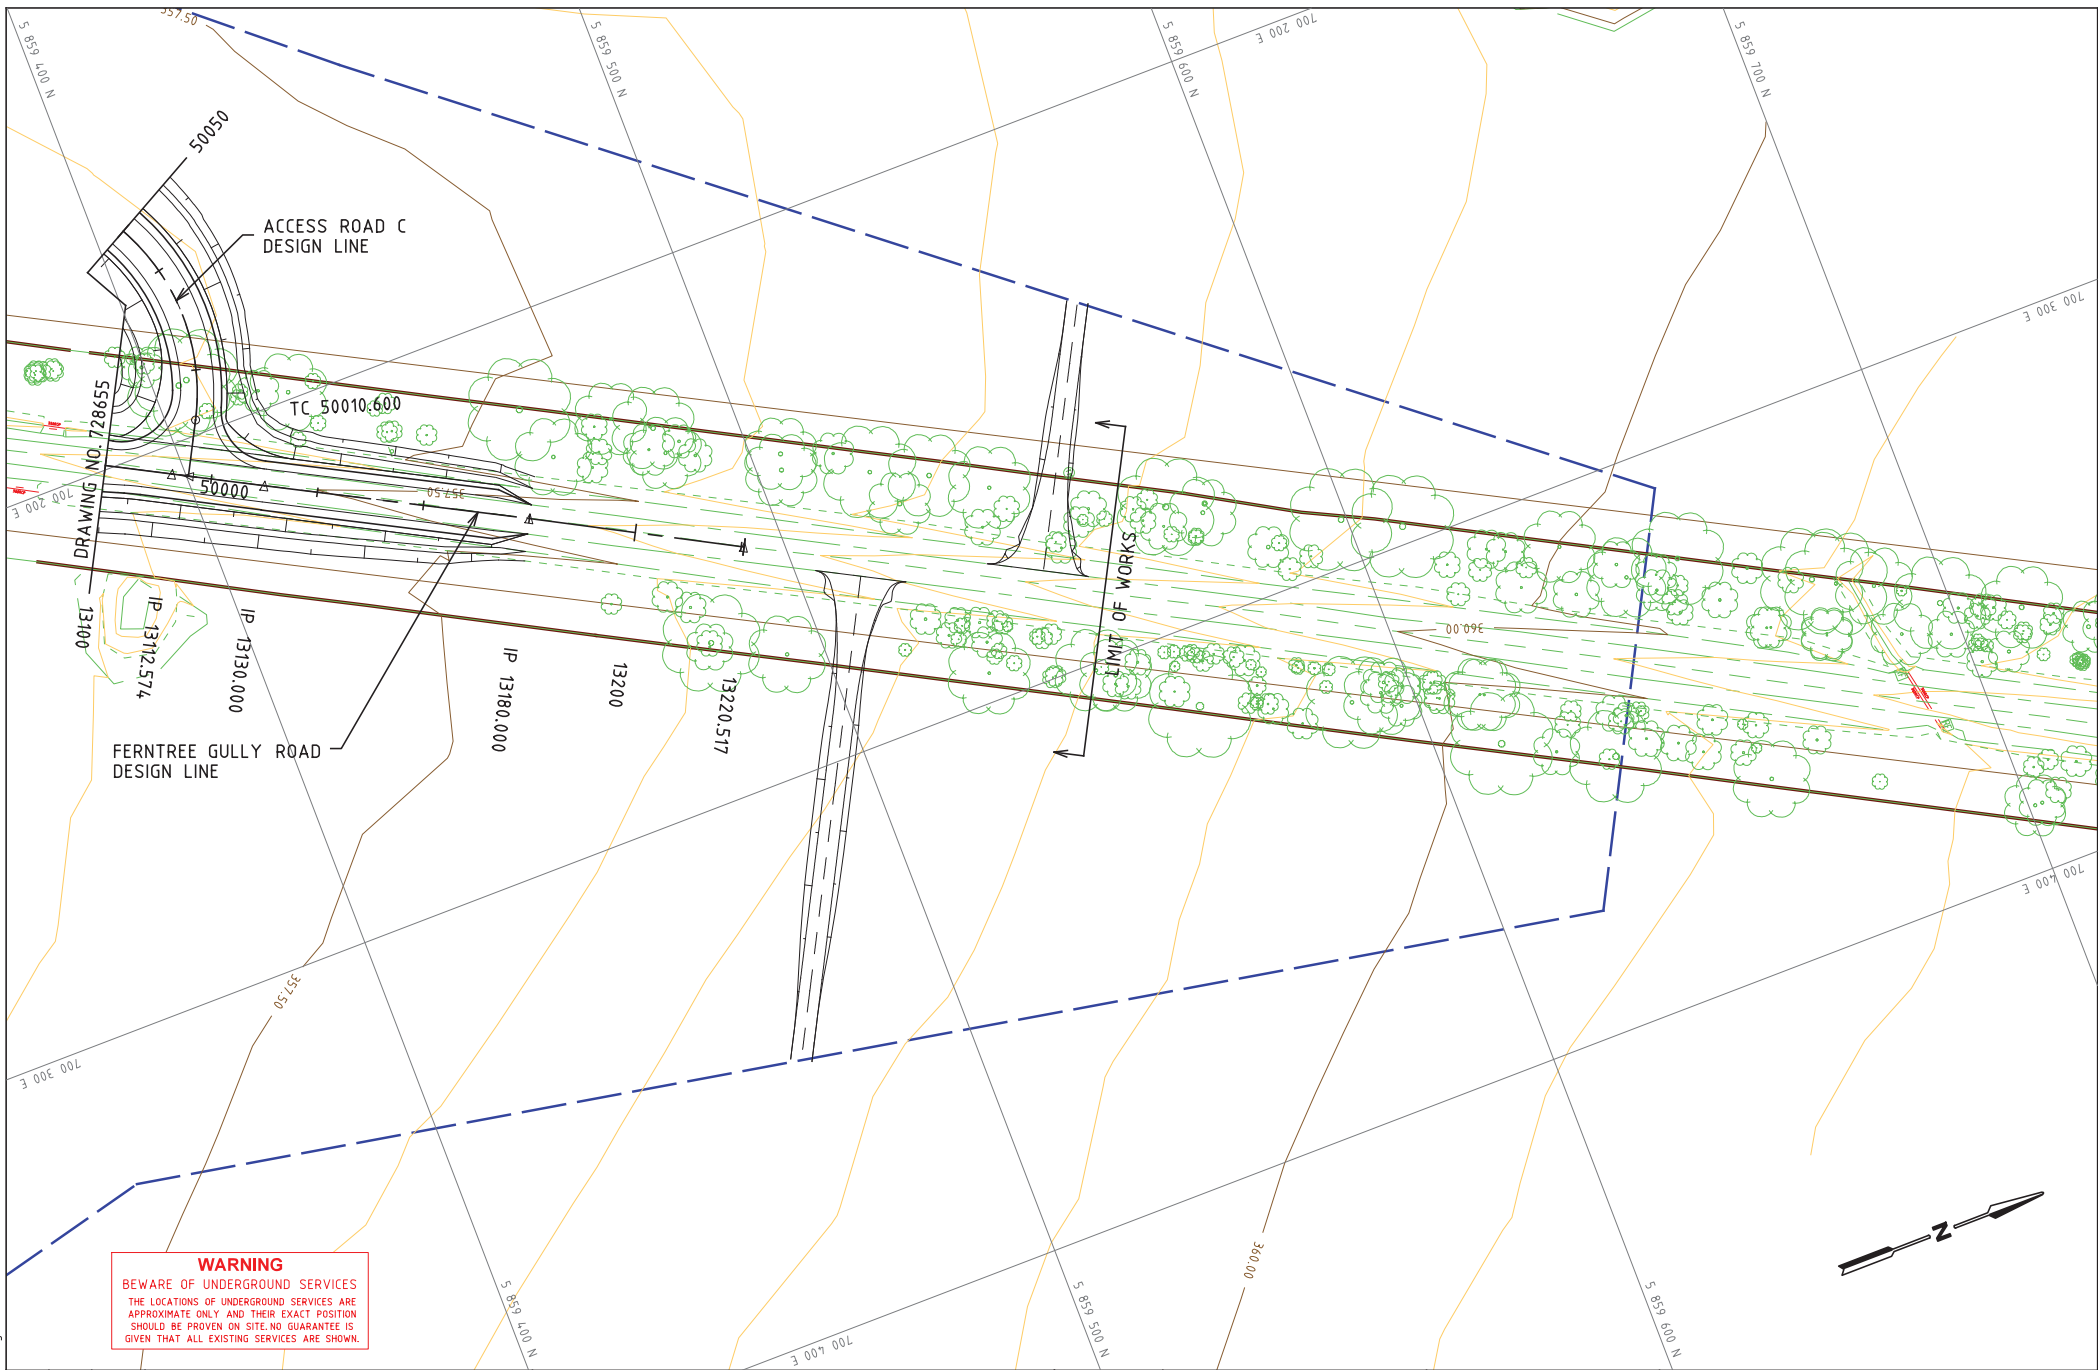 357.50
5 859 400 N
5 859 500 N
5 859 600 N
700 200 E
5 859 700 N
50050
ACCESS ROAD C
DESIGN LINE
700 300 E
TC 50010.600
DRAWING NO. 728655
50000
357.50
700 200 E
LIMIT OF WORKS
360.00
13100
IP 13112.574
IP 13130.000
IP 13180.000
13200
13220.517
FERNTREE GULLY ROAD
DESIGN LINE
700 400 E
357.50
700 300 E
N
360.00
WARNING
BEWARE OF UNDERGROUND SERVICES
THE LOCATIONS OF UNDERGROUND SERVICES ARE
APPROXIMATE ONLY AND THEIR EXACT POSITION
SHOULD BE PROVEN ON SITE. NO GUARANTEE IS
GIVEN THAT ALL EXISTING SERVICES ARE SHOWN.
5 859 400 N
700 400 E
5 859 500 N
5 859 600 N